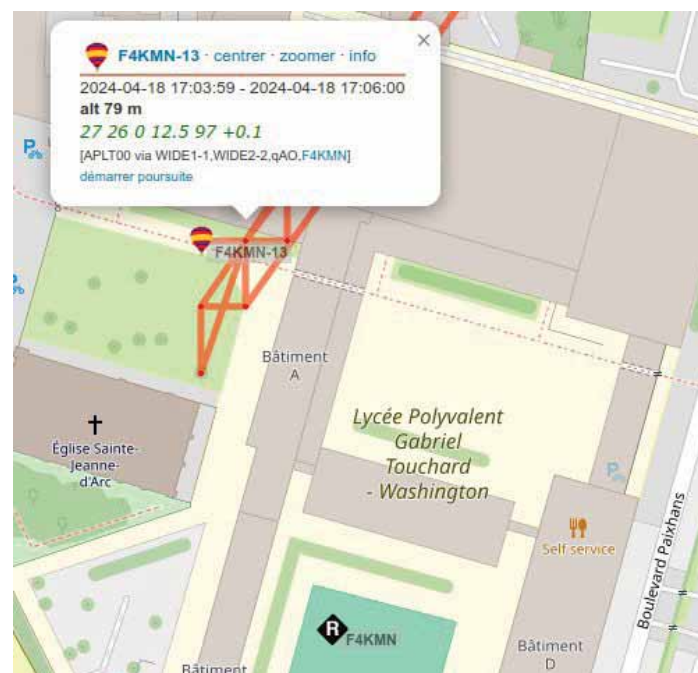 F4KMN-13 · centrer · zoomer · info
×
2024-04-18 17:03:59 - 2024-04-18 17:06:00
alt 79 m
27 26 0 12.5 97 +0.1
[APLT00 via WIDE1-1,WIDE2-2,qAO,F4KMN]
démarrer poursuite
P
8
F4KMN-13
P
Bâtiment
A
Lycée Polyvalent
Gabriel
Touchard
- Washington
Église Sainte-
Jeanne-
d'Arc
P
Self service
Boulevard Paixhans
R
F4KMN
Bâtiment
D
Bâtiment